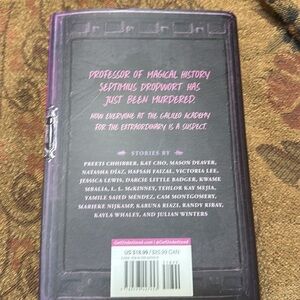 PROFESSOR OF MAGICAL HISTORY
SEPTIMIUS DROPWORT HAS
JUST BEEN MURDERED.
NOW EVERYONE AT THE GALILEO ACADEMY
FOR THE EXTRAORDINARY IS A SUSPECT.
STORIES BY
PREETI CHHIBBER, KAT CHO, MASON DEAVER,
NATASHA DÍAZ, HAFSAH FAIZAL, VICTORIA LEE,
JESSICA LEWIS, DARCIE LITTLE BADGER, KWAME
MBALIA, L. L. MCKINNEY, TEHLOR KAY MEJIA,
YAMILE SAIED MÉNDEZ, CAM MONTGOMERY,
MARIEKE NIJKAMP, KARUNA RIAZI, RANDY RIBAY,
KAYLA WHALEY, AND JULIAN WINTERS
@GetUnderlined
US $18.99 / $25.99 CAN